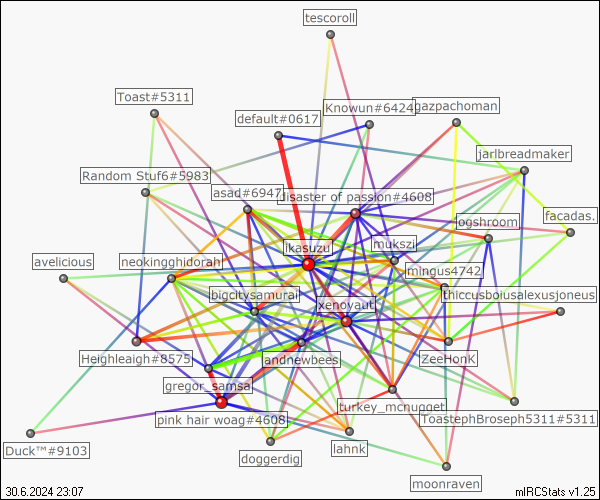 tescoroll
Toast#5311
Knowun#6424
gazpachoman
default#0617
jarlbreadmaker
Random Stuf6#5983
asad#6947
disaster of passion#4608
ogshroom
facadas.
jikasuzu
mukszi
avelicious
neokingghidorah
mingus4742
bigcitysamurai
xenovaut
thiccusboiusalexusjoneus
Heighleaigh#8575
andnewbees
ZeeHonK
gregor_samsa
turkey_mcnugget
pink hair woag#4608
ToastephBroseph5311#5311
Duck™#9103
doggerdig
lahnk
moonraven
30.6.2024 23:07
mIRCStats v1.25